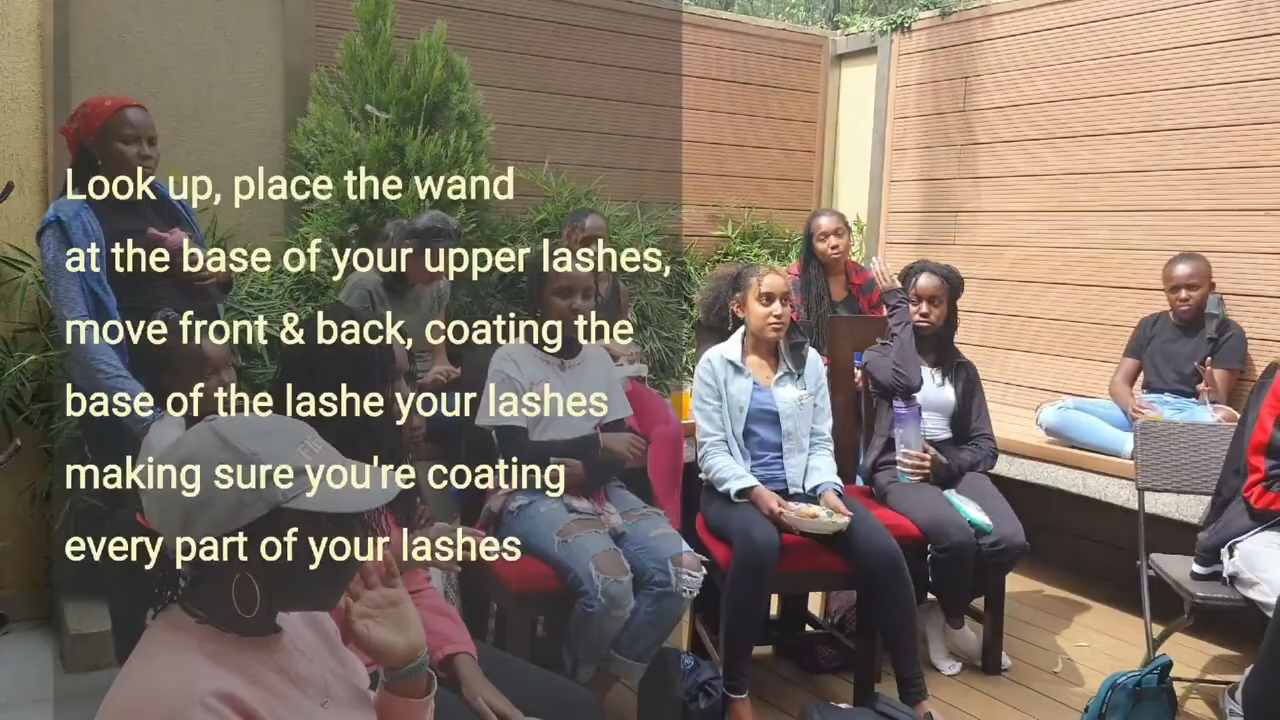 Look up, place the wand
at the base of your upper lashes,
move front & back, coating the
base of the lashe your lashes
making sure you're coating
every part of your lashes